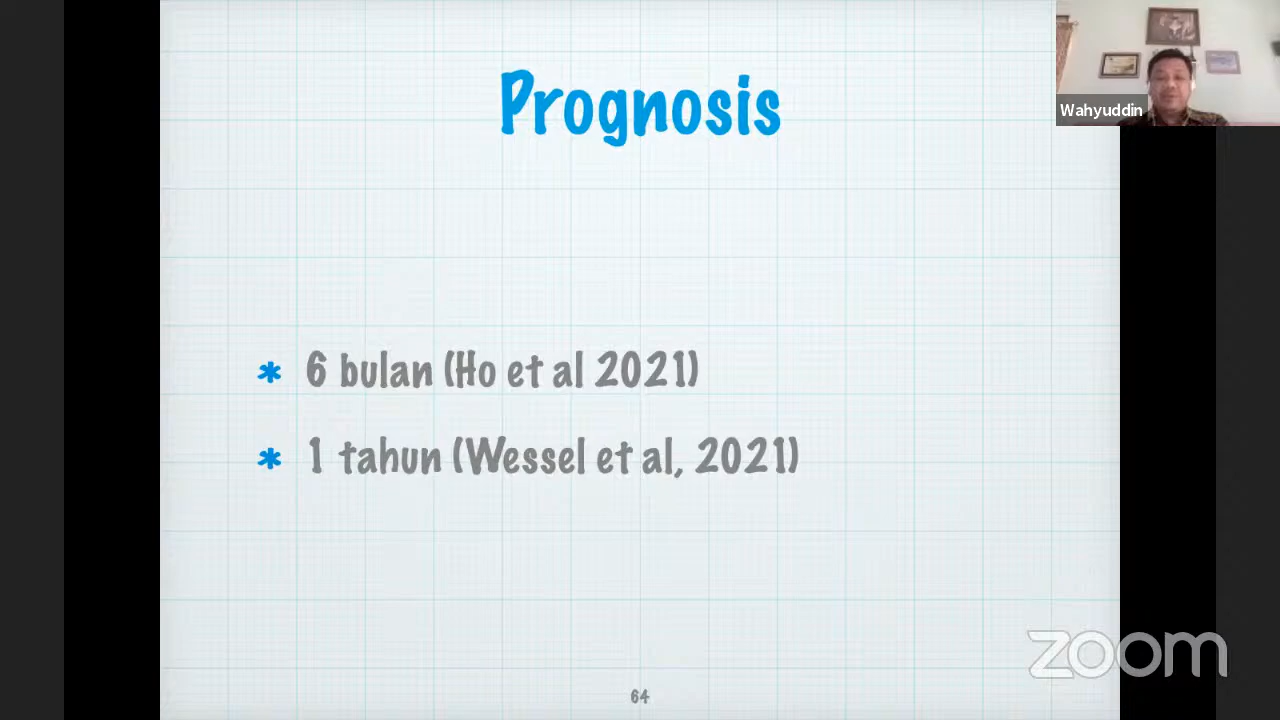 Prognosis
Wahyuddin
* 6 bulan (Ho et al 2021)
* 1 tahun (Wessel et al, 2021)
zoom
64